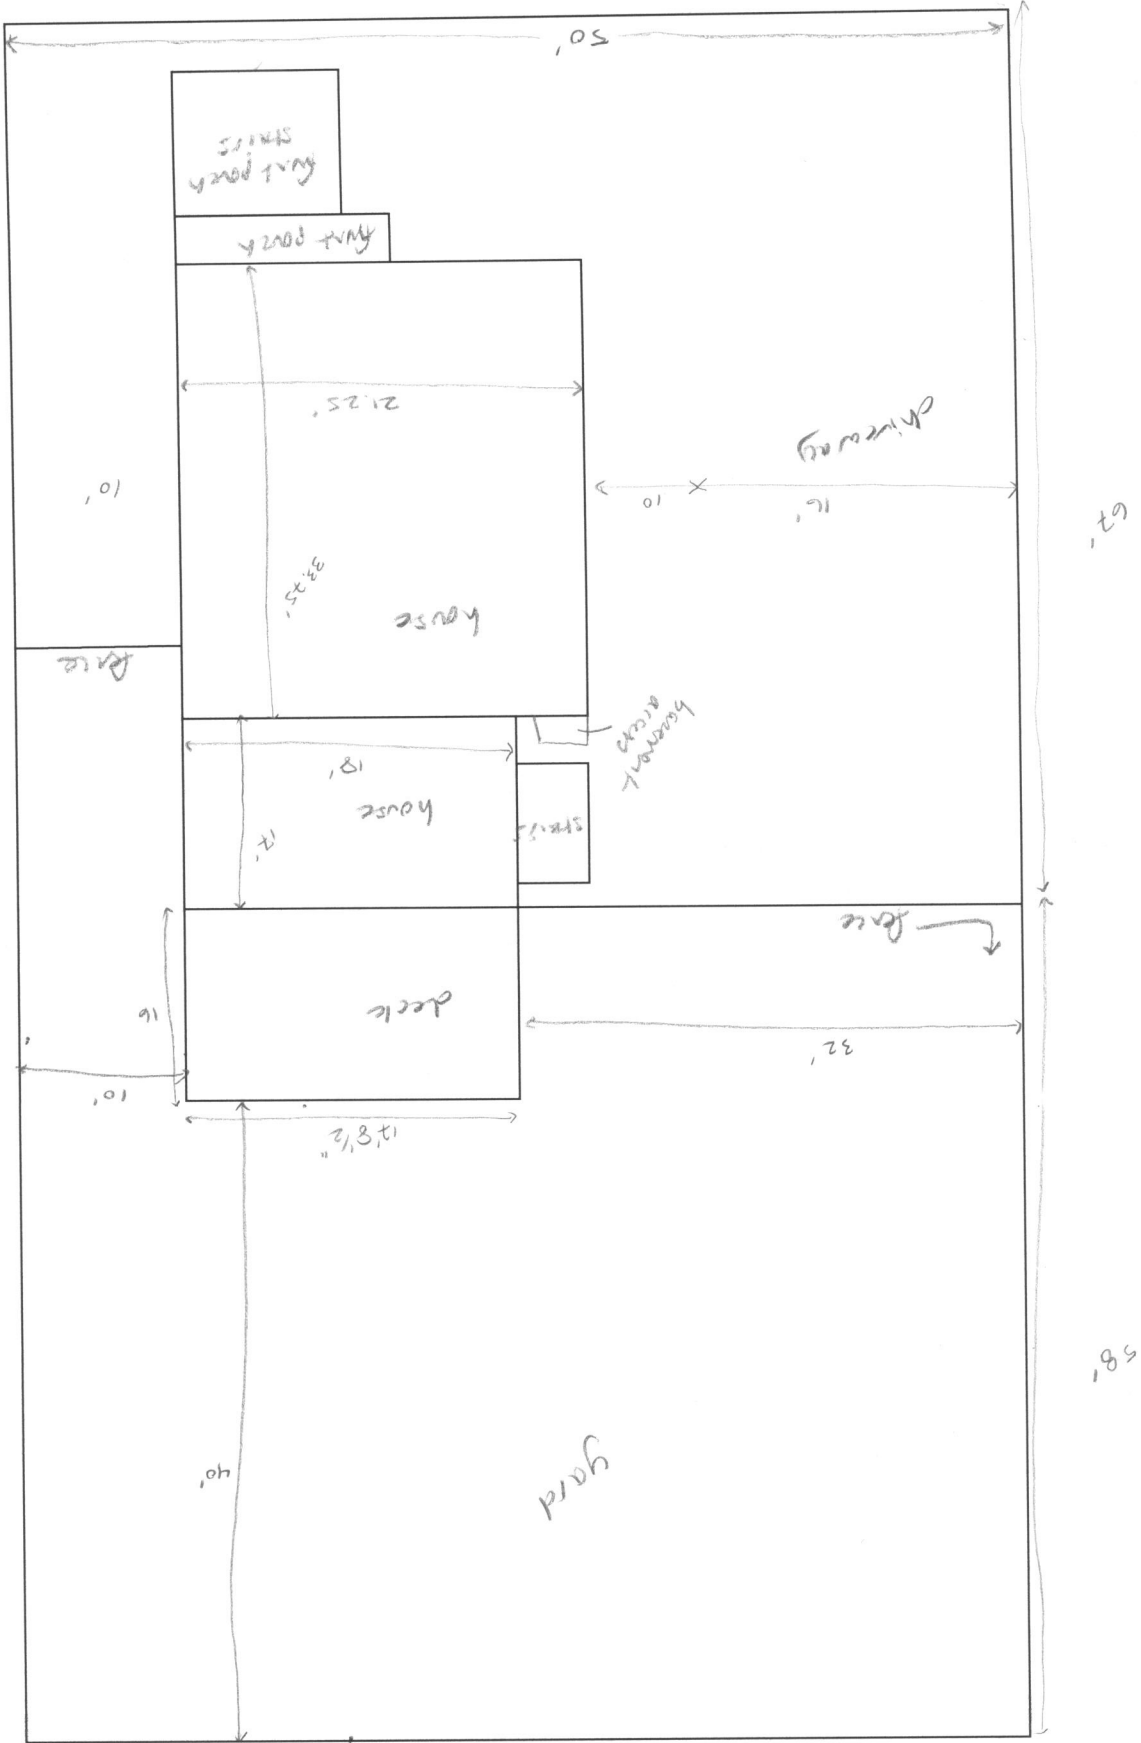 yard
40'
58'
17'8 1/2"
10'
32'
16
deck
fence
17'
stairs
house
18'
basement
access
fence
house
33.75'
67'
16'
10
10'
driveway
21.25'
front porch
front porch
stairs
50'